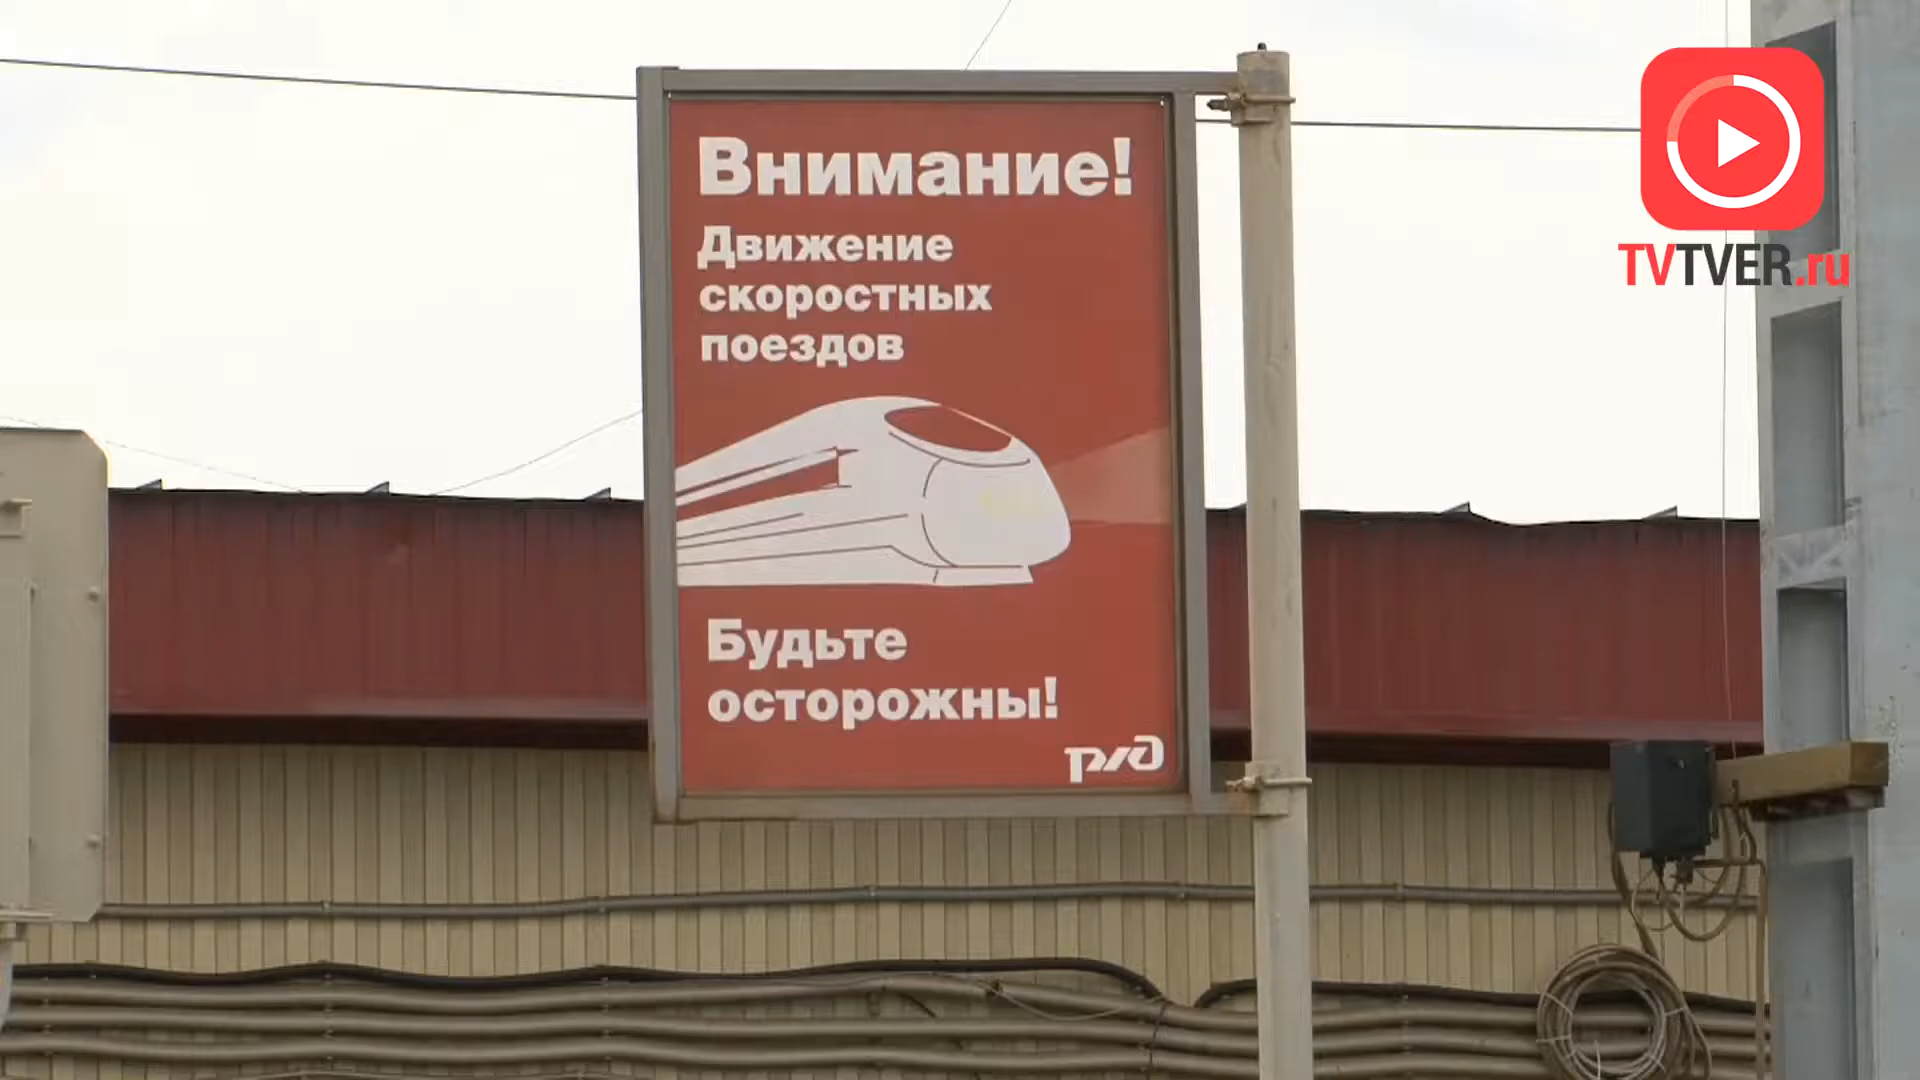 Внимание!
Движение
скоростных
поездов
Будьте
осторожны!
ржд
TVTVER.ru